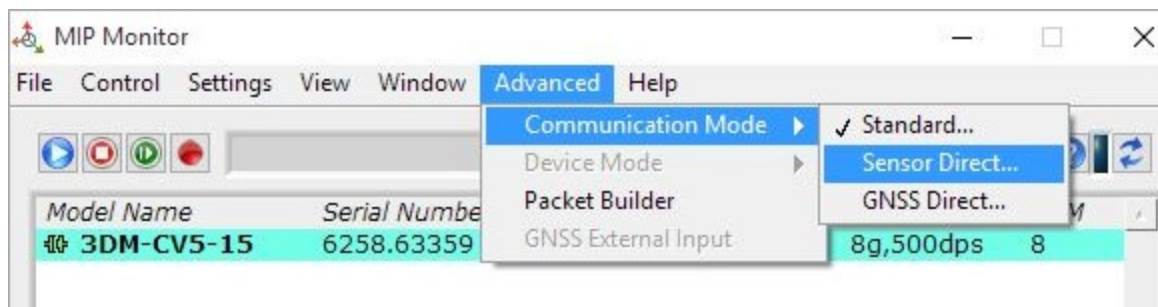 MIP Monitor
File Control Settings View Window Advanced Help
Communication Mode
Standard...
Device Mode
Sensor Direct...
Packet Builder
GNSS Direct...
GNSS External Input
Model Name Serial Numbe M
3DM-CV5-15 6258.63359 8g,500dps 8